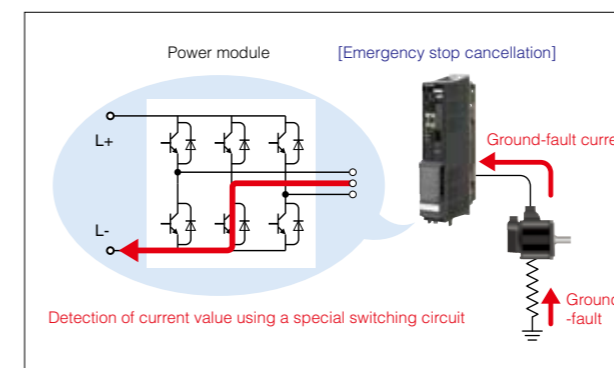 Power module
[Emergency stop cancellation]
L+
Ground-fault curre
L-
Ground
-fault
Detection of current value using a special switching circuit